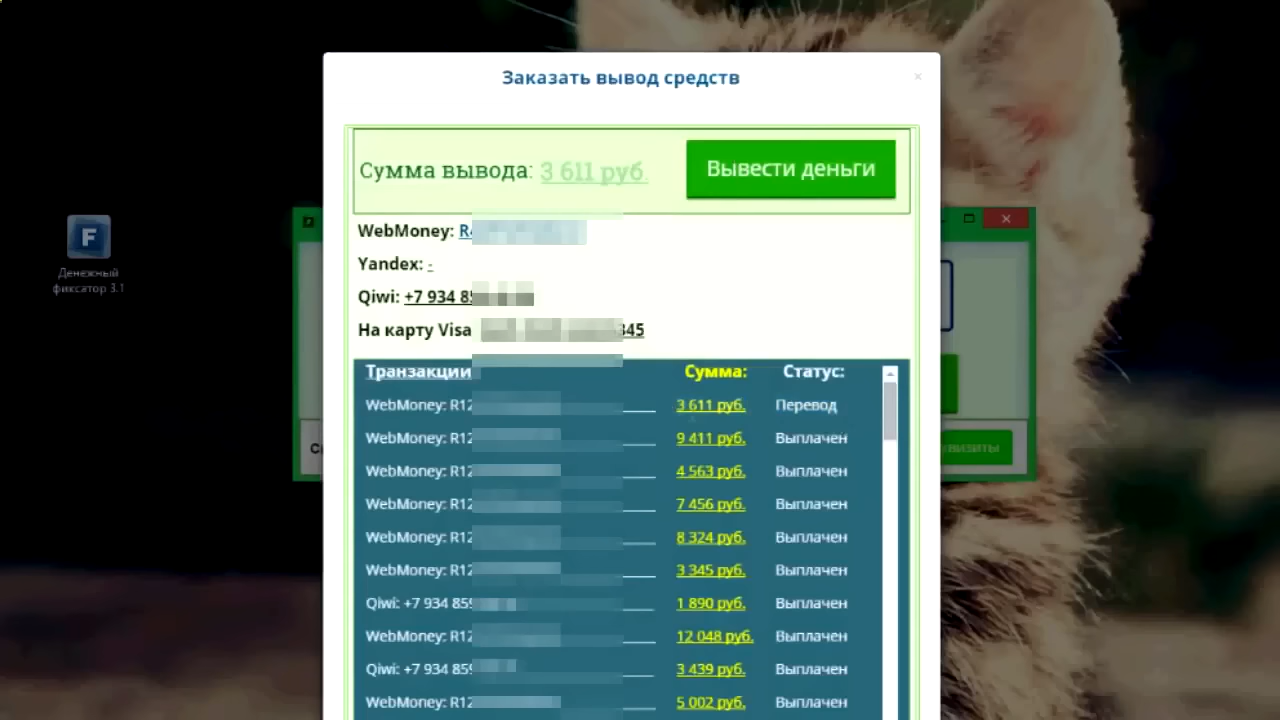 Заказать вывод средств
×
Сумма вывода: 3 611 руб.
Вывести деньги
WebMoney: R4
Yandex: -
Qiwi: +7 934 85
На карту Visa 345
Денежный
фиксатор 3.1
Транзакции Сумма: Статус:
WebMoney: R12 3 611 руб. Перевод
WebMoney: R12 9 411 руб. Выплачен
WebMoney: R12 4 563 руб. Выплачен
WebMoney: R12 7 456 руб. Выплачен
WebMoney: R12 8 324 руб. Выплачен
WebMoney: R12 3 345 руб. Выплачен
Qiwi: +7 934 859 1 890 руб. Выплачен
WebMoney: R12 12 048 руб. Выплачен
Qiwi: +7 934 859 3 439 руб. Выплачен
WebMoney: R12 5 002 руб. Выплачен